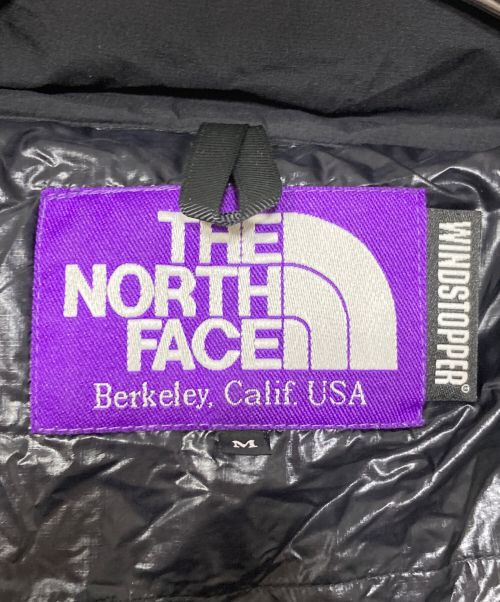 THE
NORTH
FACE
Berkeley, Calif. USA
WINDSTOPPER
M